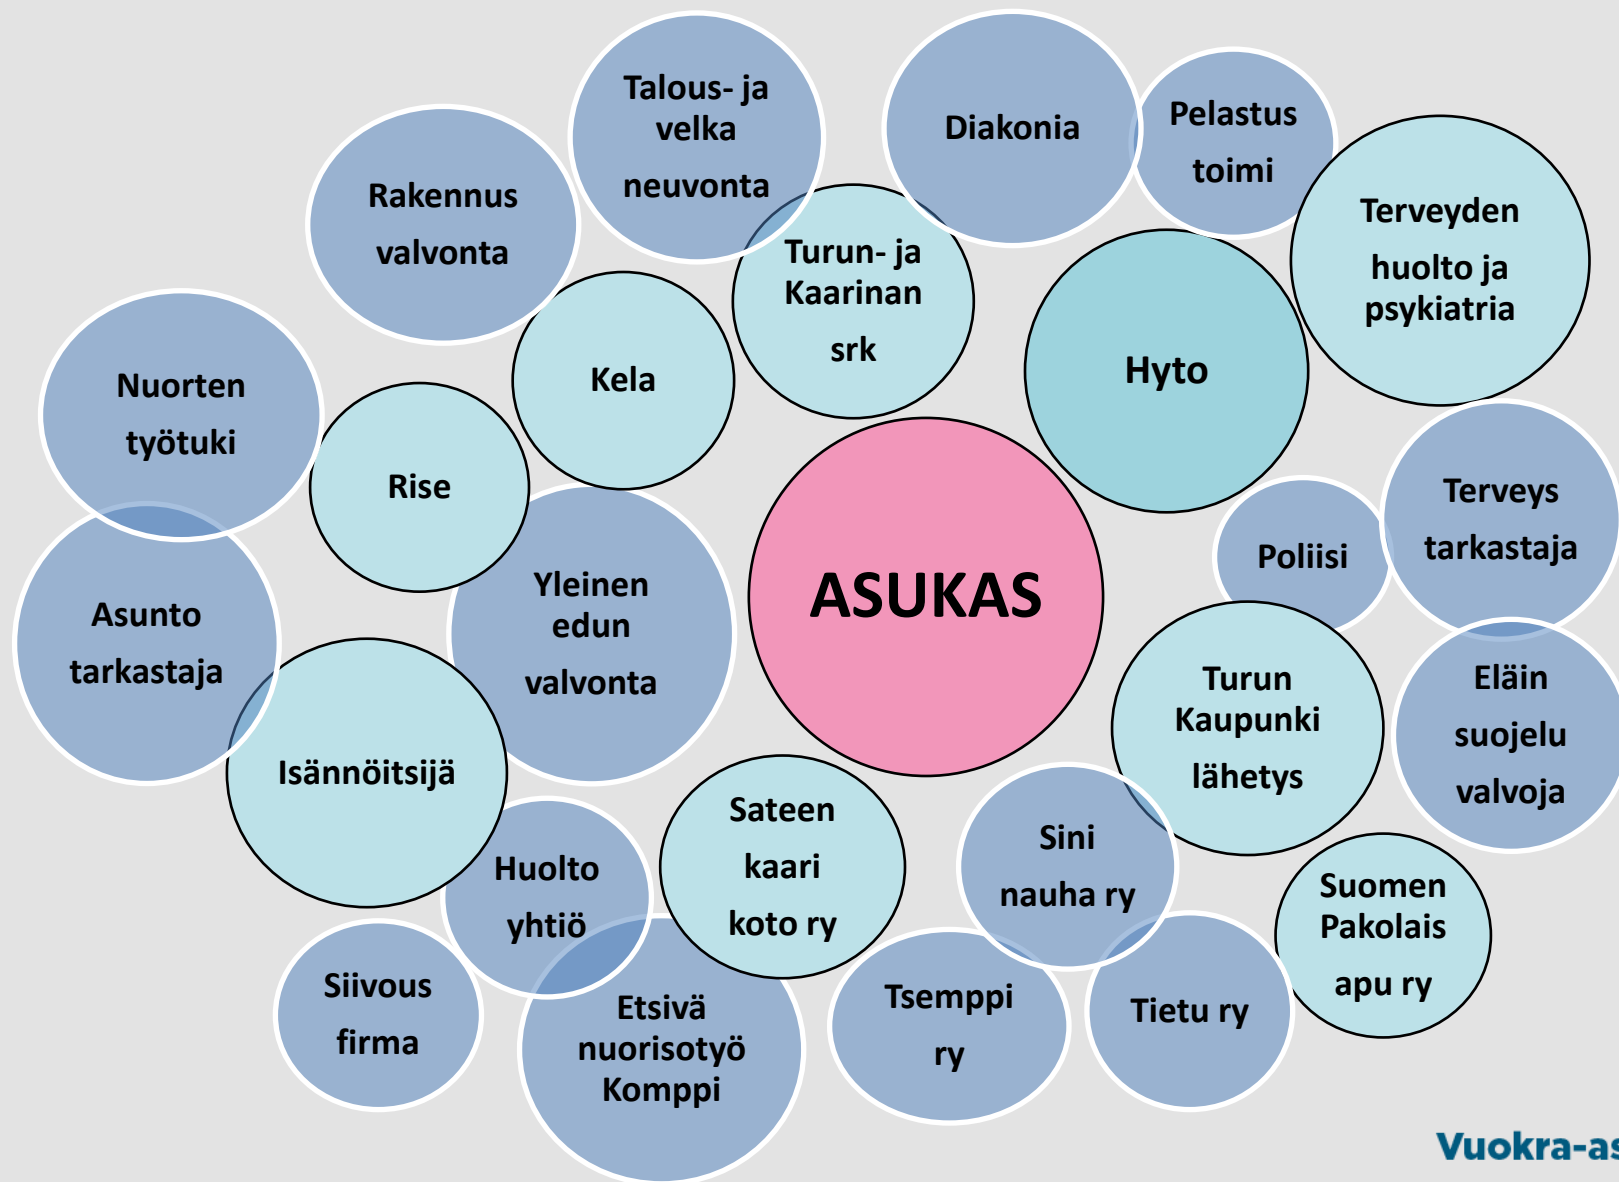 Talous- ja
velka
neuvonta
Diakonia
Pelastus
toimi
Rakennus
valvonta
Turun- ja
Kaarinan
srk
Terveyden
huolto ja
psykiatria
Hyto
Kela
Nuorten
työtuki
Rise
ASUKAS
Poliisi
Terveys
tarkastaja
Asunto
tarkastaja
Yleinen
edun
valvonta
Turun
Kaupunki
lähetys
Eläin
suojelu
valvoja
Isännöitsijä
Huolto
yhtiö
Sateen
kaari
koto ry
Sini
nauha ry
Suomen
Pakolais
apu ry
Siivous
firma
Etsivä
nuorisotyö
Komppi
Tsemppi
ry
Tietu ry
Vuokra-as